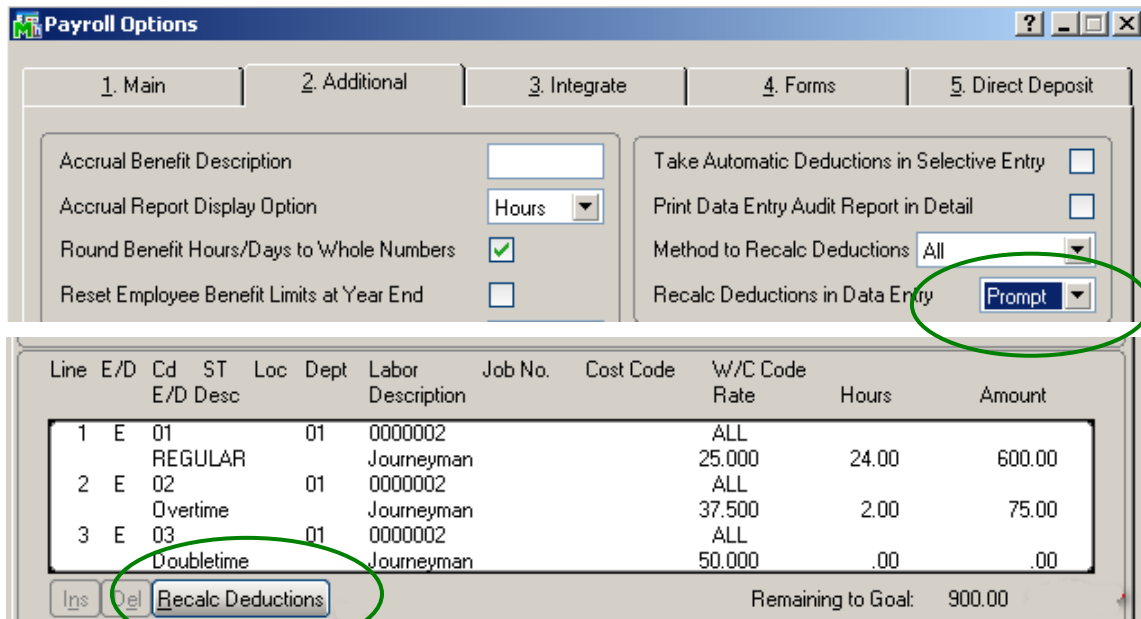 Payroll Options
1. Main 2. Additional 3. Integrate 4. Forms 5. Direct Deposit
Accrual Benefit Description
Accrual Report Display Option Hours
Round Benefit Hours/Days to Whole Numbers
Reset Employee Benefit Limits at Year End
Take Automatic Deductions in Selective Entry
Print Data Entry Audit Report in Detail
Method to Recalc Deductions All
Recalc Deductions in Data Entry Prompt
Line E/D Cd ST Loc Dept Labor Job No. Cost Code W/C Code
E/D Desc Description Rate Hours Amount
1 E 01 01 0000002 ALL
REGULAR Journeyman 25.000 24.00 600.00
2 E 02 01 0000002 ALL
Overtime Journeyman 37.500 2.00 75.00
3 E 03 01 0000002 ALL
Doubletime Journeyman 50.000 .00 .00
Ins Del Recalc Deductions Remaining to Goal: 900.00